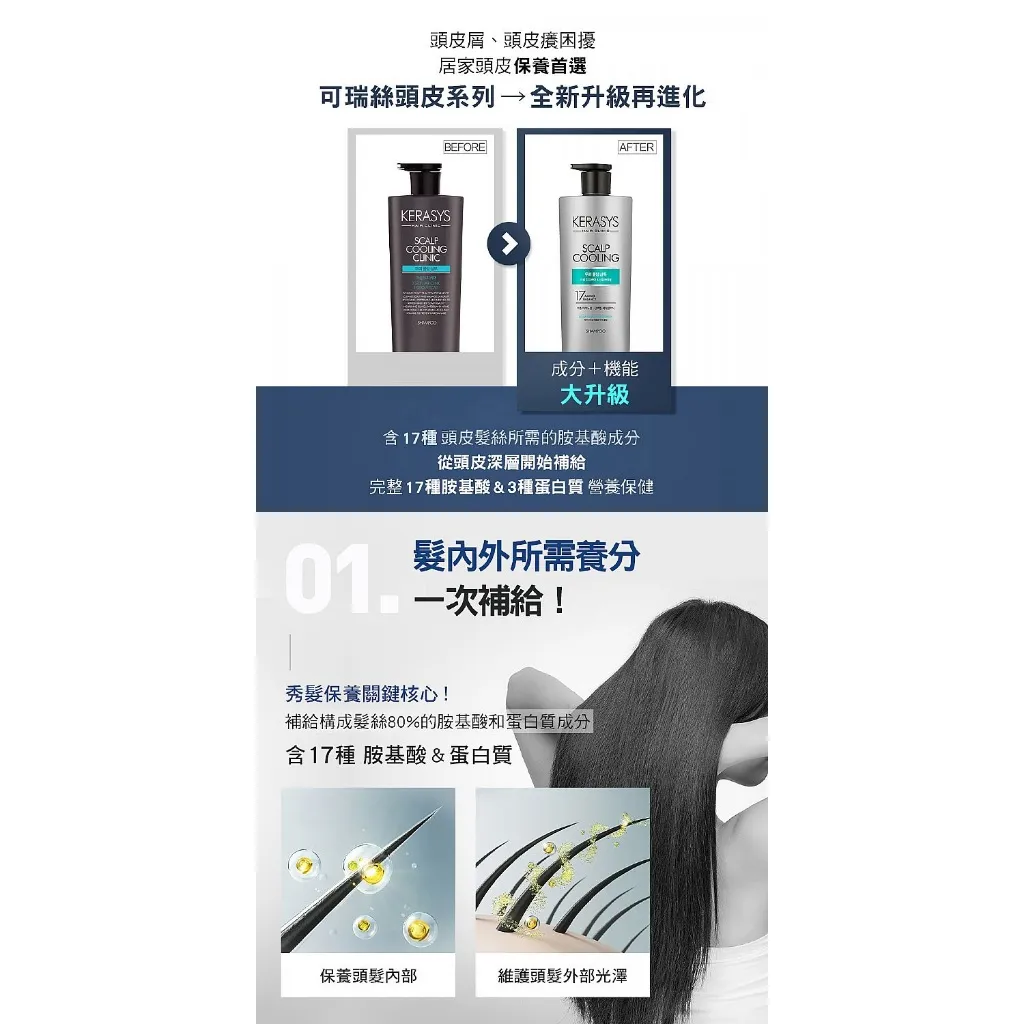 頭皮屑、頭皮癢困擾
居家頭皮保養首選
可瑞絲頭皮系列→全新升級再進化
BEFORE
AFTER
KERASYS
HAIR CLINIC
SCALP
COOLING
CLINIC
SHAMPOO
KERASYS
HAIR CLINIC
SCALP
COOLING
17
SHAMPOO
成分＋機能
大升級
含17種 頭皮髮絲所需的胺基酸成分
從頭皮深層開始補給
完整17種胺基酸&3種蛋白質 營養保健
01.
髮內外所需養分
一次補給！
秀髮保養關鍵核心！
補給構成髮絲80%的胺基酸和蛋白質成分
含17種 胺基酸&蛋白質
保養頭髮內部
維護頭髮外部光澤